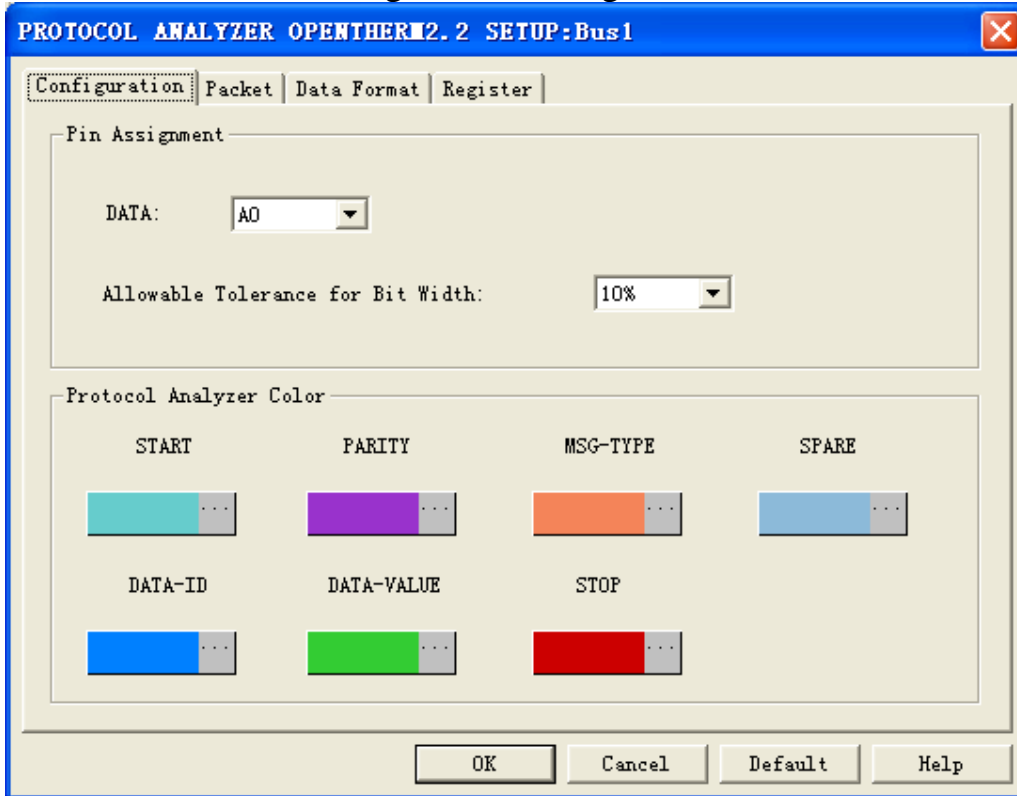 PROTOCOL ANALYZER OPENTHERM2.2 SETUP:Bus1
Configuration Packet Data Format Register
Pin Assignment
DATA: A0
Allowable Tolerance for Bit Width: 10%
Protocol Analyzer Color
START PARITY MSG-TYPE SPARE
... ... ... ...
DATA-ID DATA-VALUE STOP
... ... ...
OK Cancel Default Help